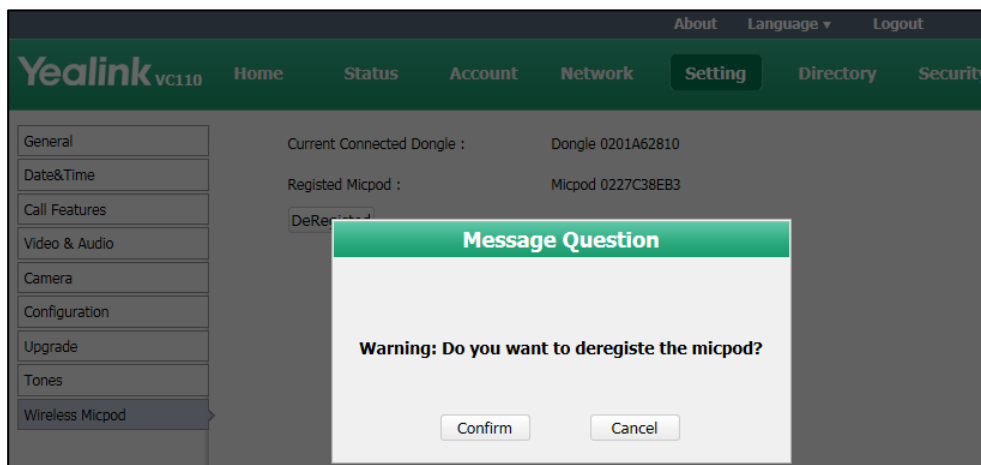 About Language ▾ Logout
Yealink VC110 Home Status Account Network Setting Directory Security
General
Current Connected Dongle : Dongle 0201A62810
Date&Time
Registed Micpod : Micpod 0227C38EB3
Call Features
DeRegisted
Video & Audio
Message Question
Camera
Configuration
Upgrade
Warning: Do you want to deregiste the micpod?
Tones
Wireless Micpod
Confirm Cancel